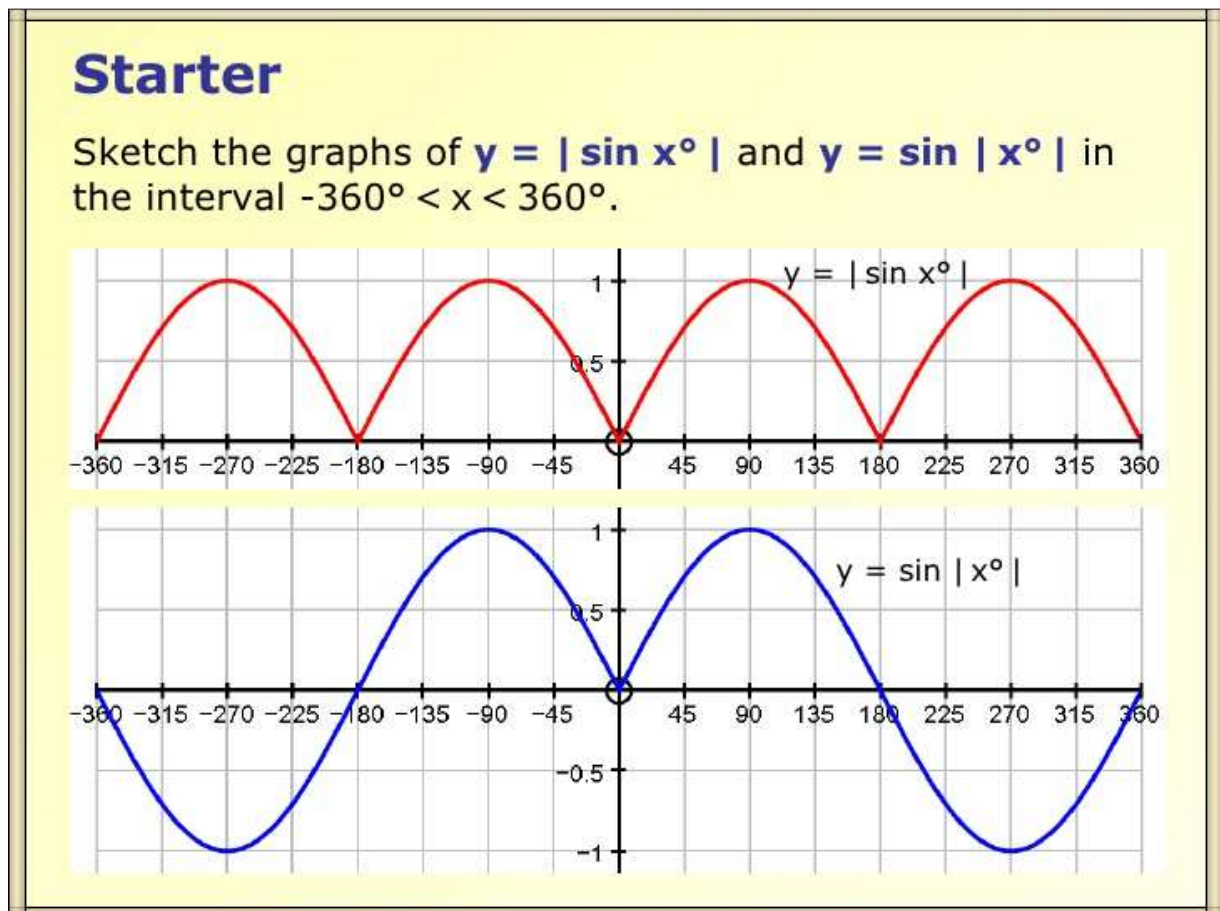 Starter
Sketch the graphs of y = | sin x° | and y = sin | x° | in
the interval -360° < x < 360°.
y = | sin x° |
1
0.5
−360 −315 −270 −225 −180 −135 −90 −45 45 90 135 180 225 270 315 360
1
y = sin | x° |
0.5
−360 −315 −270 −225 −180 −135 −90 −45 45 90 135 180 225 270 315 360
−0.5
−1